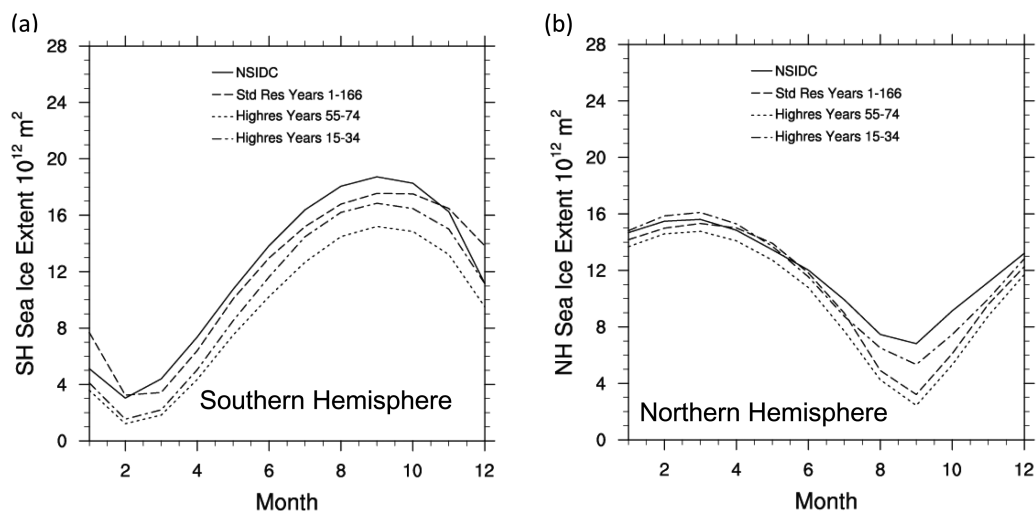 (a)
28
24
20
16
12
8
4
0
SH Sea Ice Extent 10¹² m²
NSIDC
Std Res Years 1-166
Highres Years 55-74
Highres Years 15-34
Southern Hemisphere
2 4 6 8 10 12
Month
(b)
28
24
20
16
12
8
4
0
NH Sea Ice Extent 10¹² m²
NSIDC
Std Res Years 1-166
Highres Years 55-74
Highres Years 15-34
Northern Hemisphere
2 4 6 8 10 12
Month